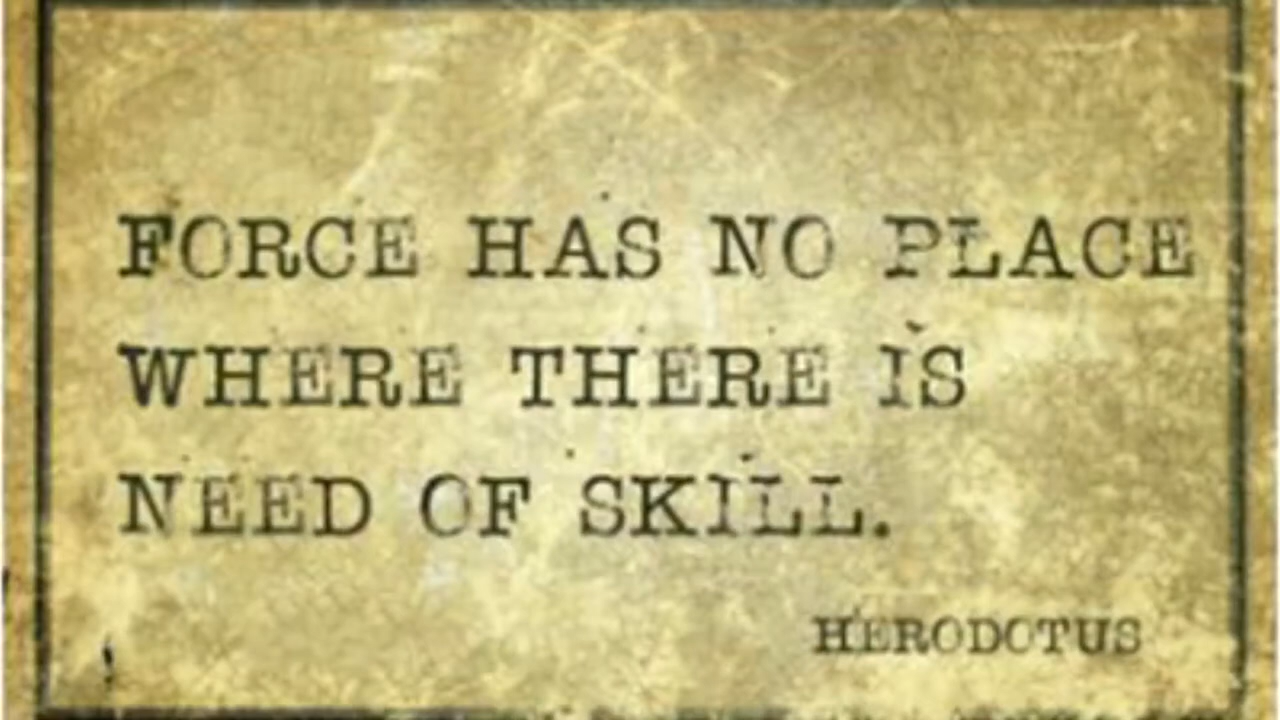 FORCE HAS NO PLACE
WHERE THERE IS
NEED OF SKILL.
HERODOTUS